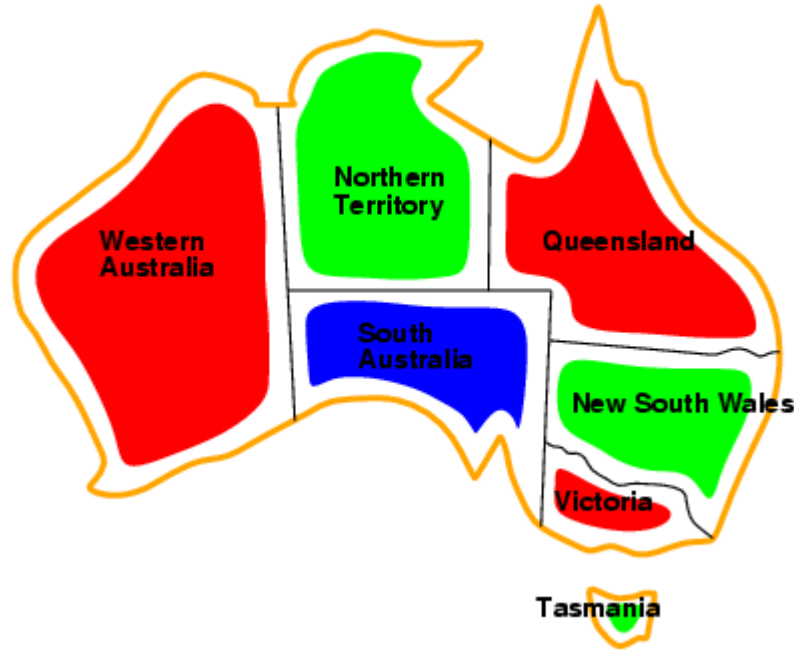 Northern
Territory
Western
Australia
Queensland
South
Australia
New South Wales
Victoria
Tasmania